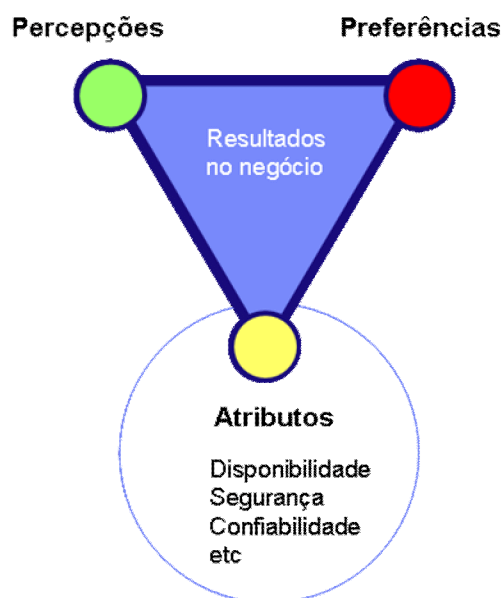 Percepções
Preferências
Resultados
no negócio
Atributos
Disponibilidade
Segurança
Confiabilidade
etc